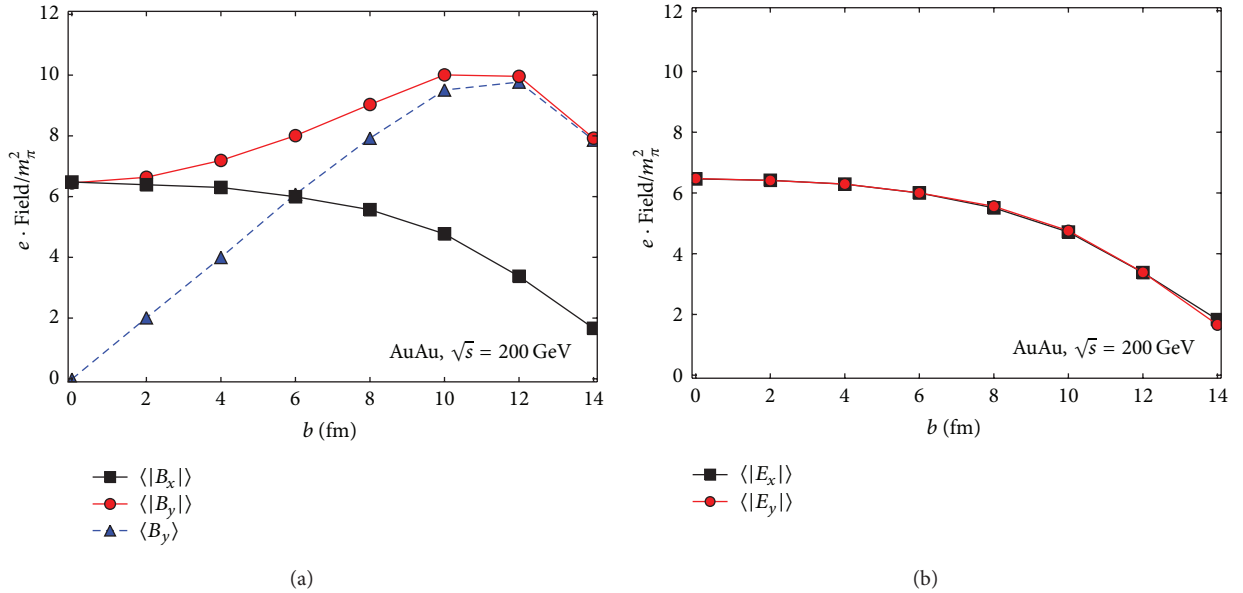 12
10
8
6
4
2
0
e · Field/m_π^2
AuAu, √s = 200 GeV
0 2 4 6 8 10 12 14
b (fm)
⟨|B_x|⟩
⟨|B_y|⟩
⟨B_y⟩
(a)
12
10
8
6
4
2
0
e · Field/m_π^2
AuAu, √s = 200 GeV
0 2 4 6 8 10 12 14
b (fm)
⟨|E_x|⟩
⟨|E_y|⟩
(b)